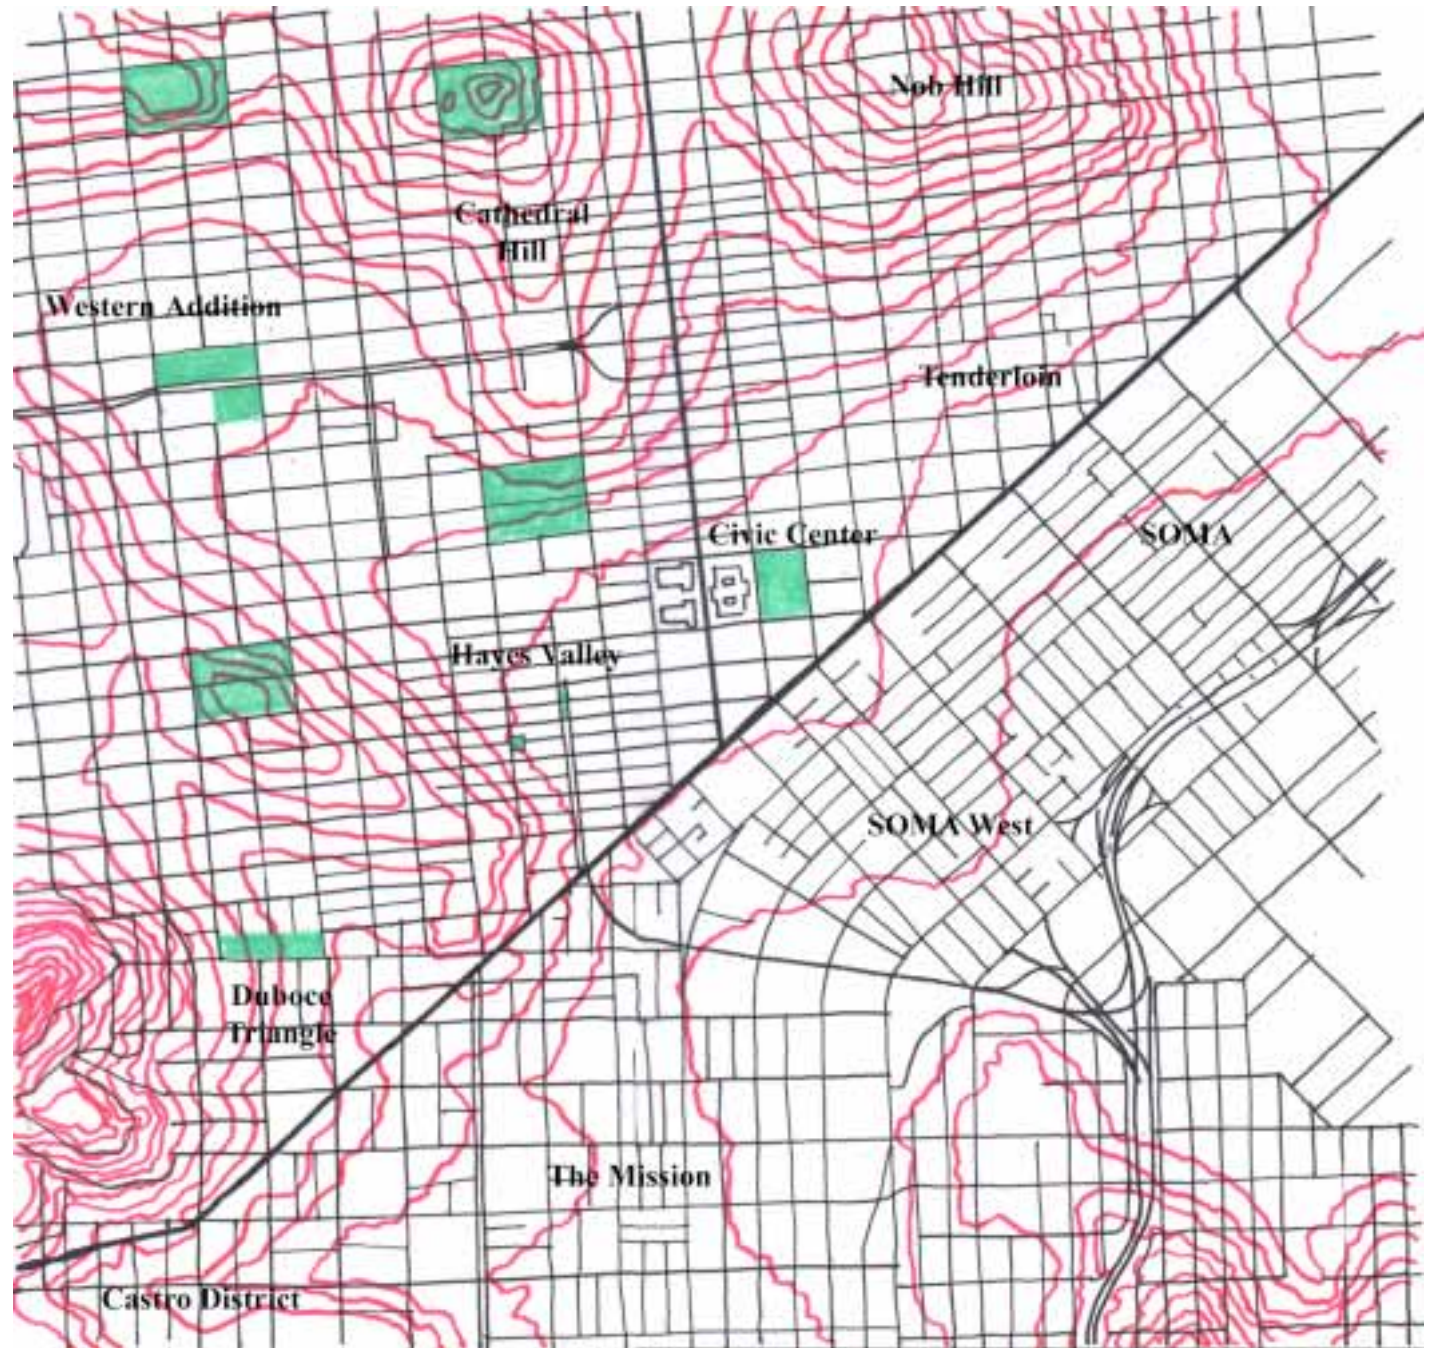 Nob Hill
Cathedral
Hill
Western Addition
Tenderloin
Civic Center
SOMA
Hayes Valley
SOMA West
Duboce
Triangle
The Mission
Castro District